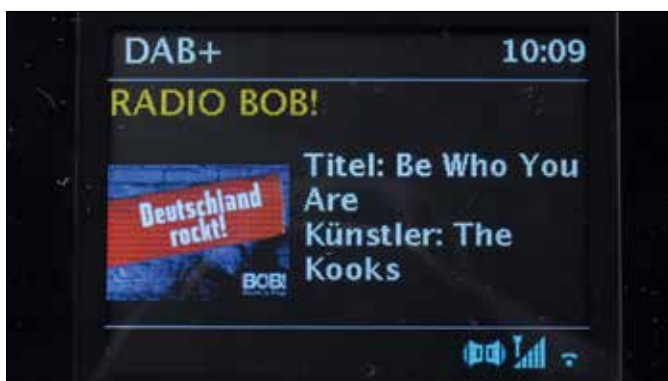 DAB+ 10:09
RADIO BOB!
Titel: Be Who You
Are
Künstler: The
Kooks
Deutschland
rockt!
BOB!